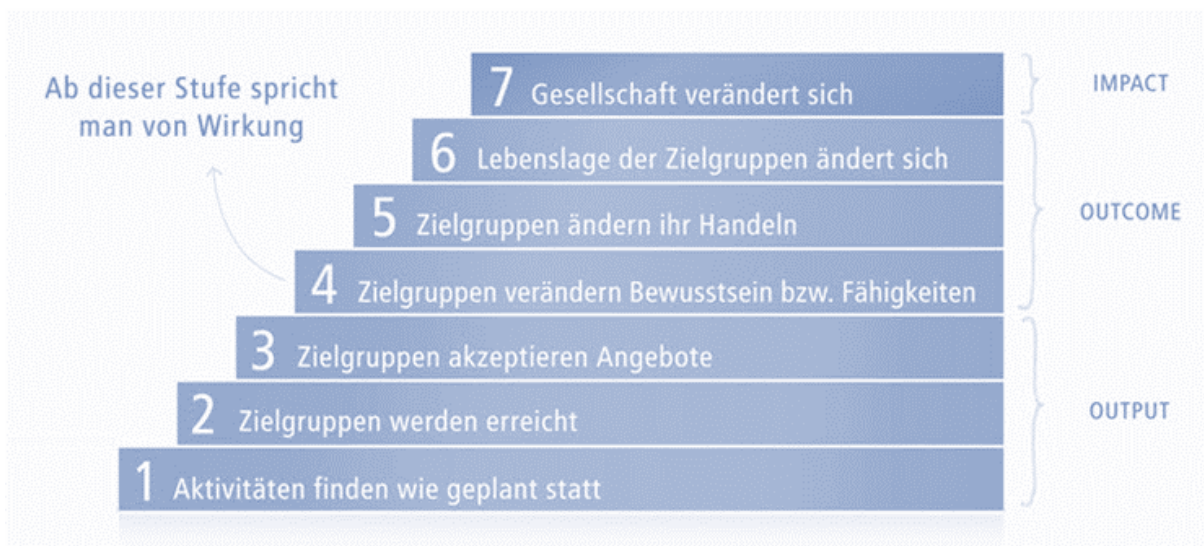 Ab dieser Stufe spricht
man von Wirkung
7 Gesellschaft verändert sich
IMPACT
6 Lebenslage der Zielgruppen ändert sich
5 Zielgruppen ändern ihr Handeln
OUTCOME
4 Zielgruppen verändern Bewusstsein bzw. Fähigkeiten
3 Zielgruppen akzeptieren Angebote
2 Zielgruppen werden erreicht
OUTPUT
1 Aktivitäten finden wie geplant statt